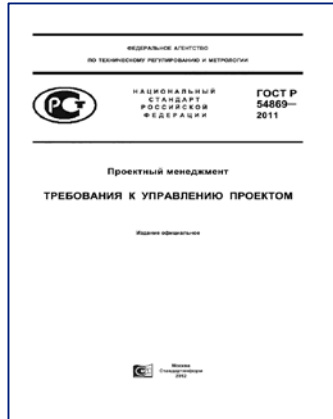 ФЕДЕРАЛЬНОЕ АГЕНТСТВО
ПО ТЕХНИЧЕСКОМУ РЕГУЛИРОВАНИЮ И МЕТРОЛОГИИ
НАЦИОНАЛЬНЫЙ
СТАНДАРТ
РОССИЙСКОЙ
ФЕДЕРАЦИИ
ГОСТ Р
54869—
2011
Проектный менеджмент
ТРЕБОВАНИЯ К УПРАВЛЕНИЮ ПРОЕКТОМ
Издание официальное
Москва
Стандартинформ
2012